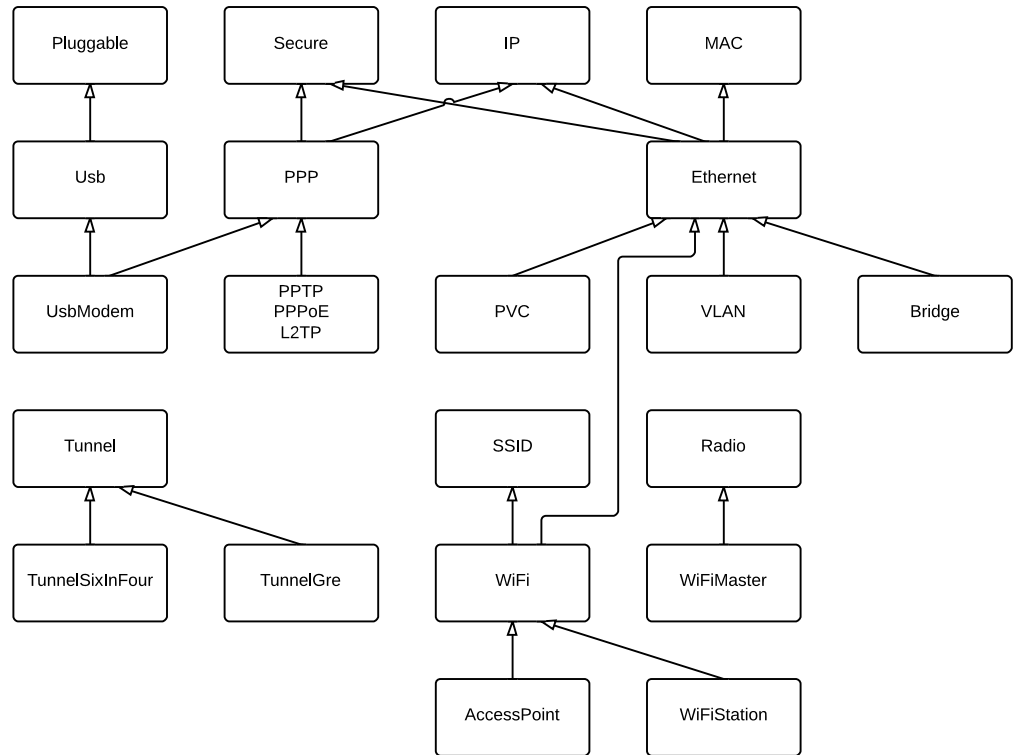 Pluggable
Secure
IP
MAC
Usb
PPP
Ethernet
UsbModem
PPTP
PPPoE
L2TP
PVC
VLAN
Bridge
Tunnel
SSID
Radio
TunnelSixInFour
TunnelGre
WiFi
WiFiMaster
AccessPoint
WiFiStation